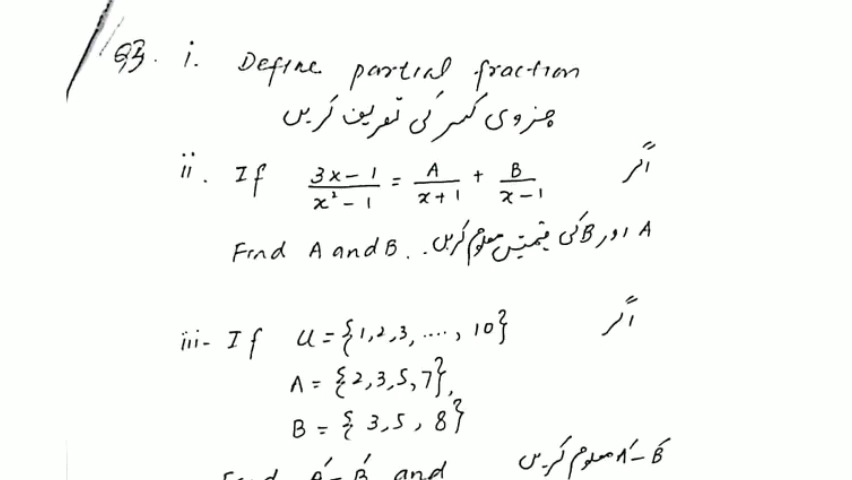 Q3. i. Define partial fraction
جزوی کسر کی تعریف کریں
ii. If (3x-1)/(x²-1) = A/(x+1) + B/(x-1) اگر
Find A and B. . A اور B کی قیمتیں معلوم کریں
iii- If U = {1,2,3, ...., 10} اگر
A = {2,3,5,7},
B = {3,5,8}
Find A′-B′ and A′-B′ معلوم کریں